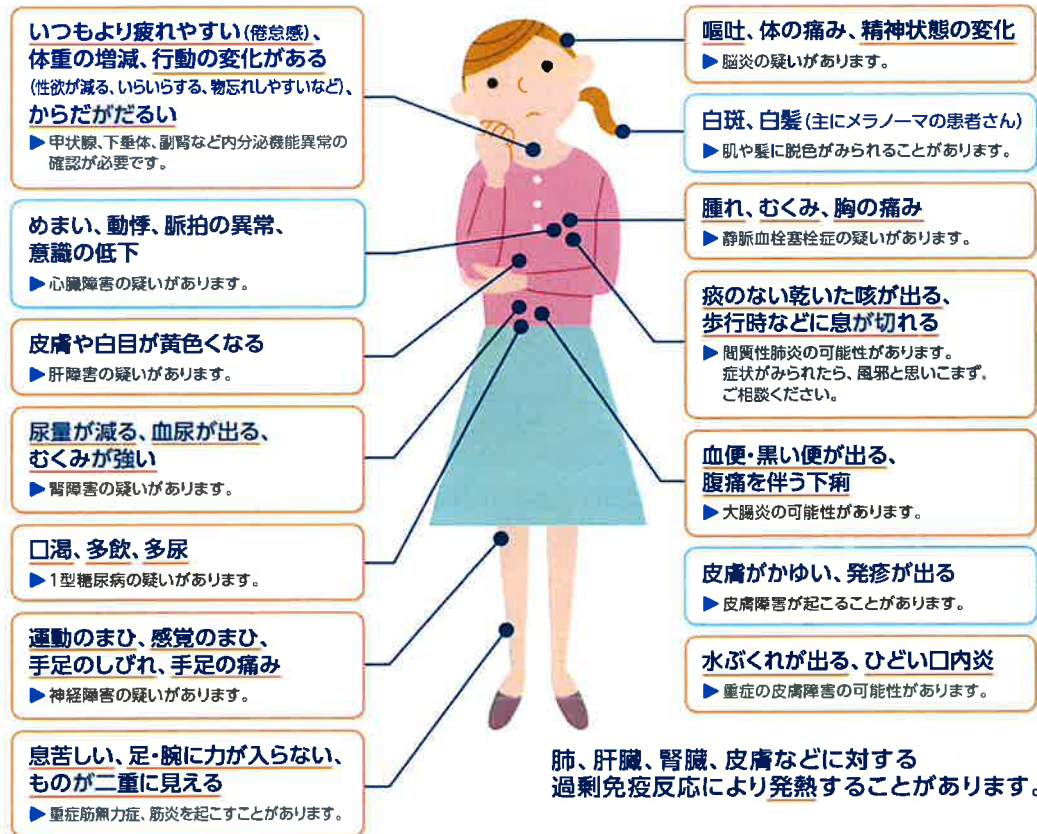 いつもより疲れやすい(倦怠感)、
体重の増減、行動の変化がある
(性欲が減る、いらいらする、物忘れしやすいなど)、
からだがだるい
▶甲状腺、下垂体、副腎など内分泌機能異常の
確認が必要です。
めまい、動悸、脈拍の異常、
意識の低下
▶心臓障害の疑いがあります。
皮膚や白目が黄色くなる
▶肝障害の疑いがあります。
尿量が減る、血尿が出る、
むくみが強い
▶腎障害の疑いがあります。
口渇、多飲、多尿
▶1型糖尿病の疑いがあります。
運動のまひ、感覚のまひ、
手足のしびれ、手足の痛み
▶神経障害の疑いがあります。
息苦しい、足・腕に力が入らない、
ものが二重に見える
▶重症筋無力症、筋炎を起こすことがあります。
嘔吐、体の痛み、精神状態の変化
▶脳炎の疑いがあります。
白斑、白髪(主にメラノーマの患者さん)
▶肌や髪に脱色がみられることがあります。
腫れ、むくみ、胸の痛み
▶静脈血栓塞栓症の疑いがあります。
痰のない乾いた咳が出る、
歩行時などに息が切れる
▶間質性肺炎の可能性があります。
症状がみられたら、風邪と思いこまず、
ご相談ください。
血便・黒い便が出る、
腹痛を伴う下痢
▶大腸炎の可能性があります。
皮膚がかゆい、発疹が出る
▶皮膚障害が起こることがあります。
水ぶくれが出る、ひどい口内炎
▶重症の皮膚障害の可能性があります。
肺、肝臓、腎臓、皮膚などに対する
過剰免疫反応により発熱することがあります。